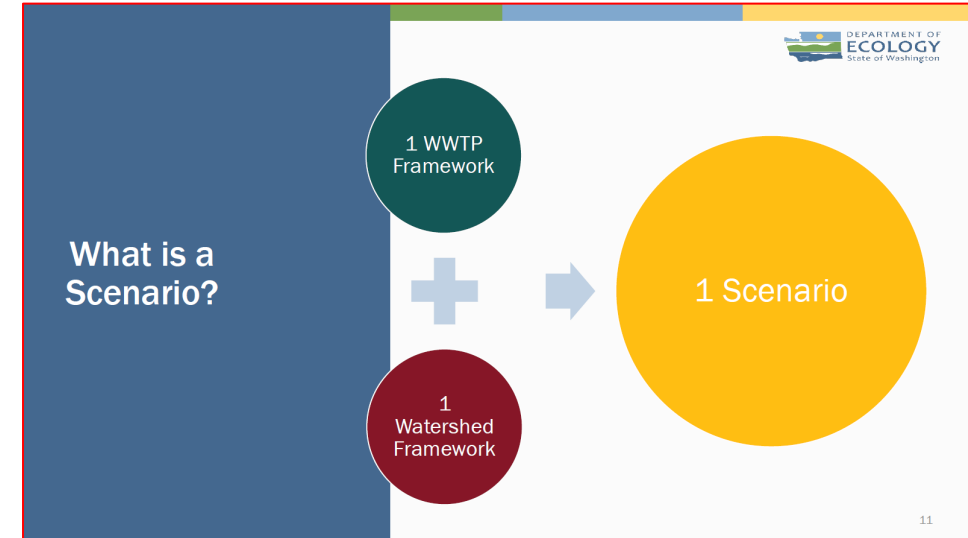 DEPARTMENT OF
ECOLOGY
State of Washington
What is a
Scenario?
1 WWTP
Framework
1
Watershed
Framework
1 Scenario
11